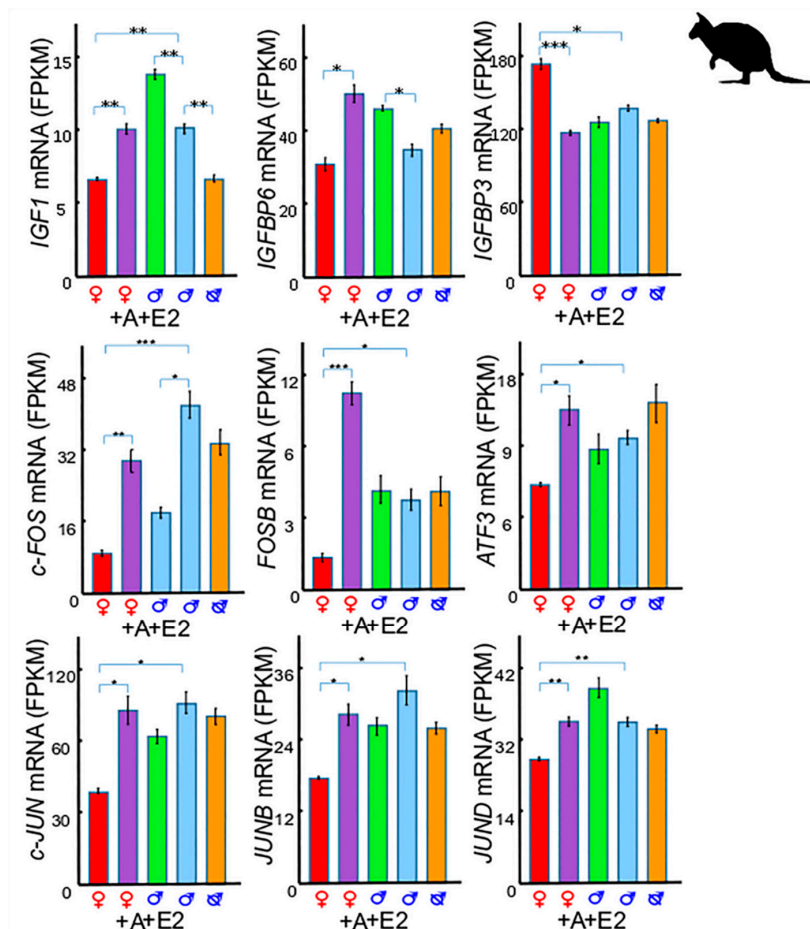 IGF1 mRNA (FPKM)
15
10
5
0
**
**
**
**
♀ ♀ ♂ ♂ ♂
+A+E2
IGFBP6 mRNA (FPKM)
60
40
20
0
*
*
♀ ♀ ♂ ♂ ♂
+A+E2
IGFBP3 mRNA (FPKM)
180
120
60
0
*
***
♀ ♀ ♂ ♂ ♂
+A+E2
c-FOS mRNA (FPKM)
48
32
16
0
***
*
**
♀ ♀ ♂ ♂ ♂
+A+E2
FOSB mRNA (FPKM)
12
6
3
0
*
***
♀ ♀ ♂ ♂ ♂
+A+E2
ATF3 mRNA (FPKM)
18
9
6
0
*
*
♀ ♀ ♂ ♂ ♂
+A+E2
c-JUN mRNA (FPKM)
120
60
30
0
*
*
♀ ♀ ♂ ♂ ♂
+A+E2
JUNB mRNA (FPKM)
36
24
12
0
*
*
♀ ♀ ♂ ♂ ♂
+A+E2
JUND mRNA (FPKM)
42
32
14
0
**
**
♀ ♀ ♂ ♂ ♂
+A+E2